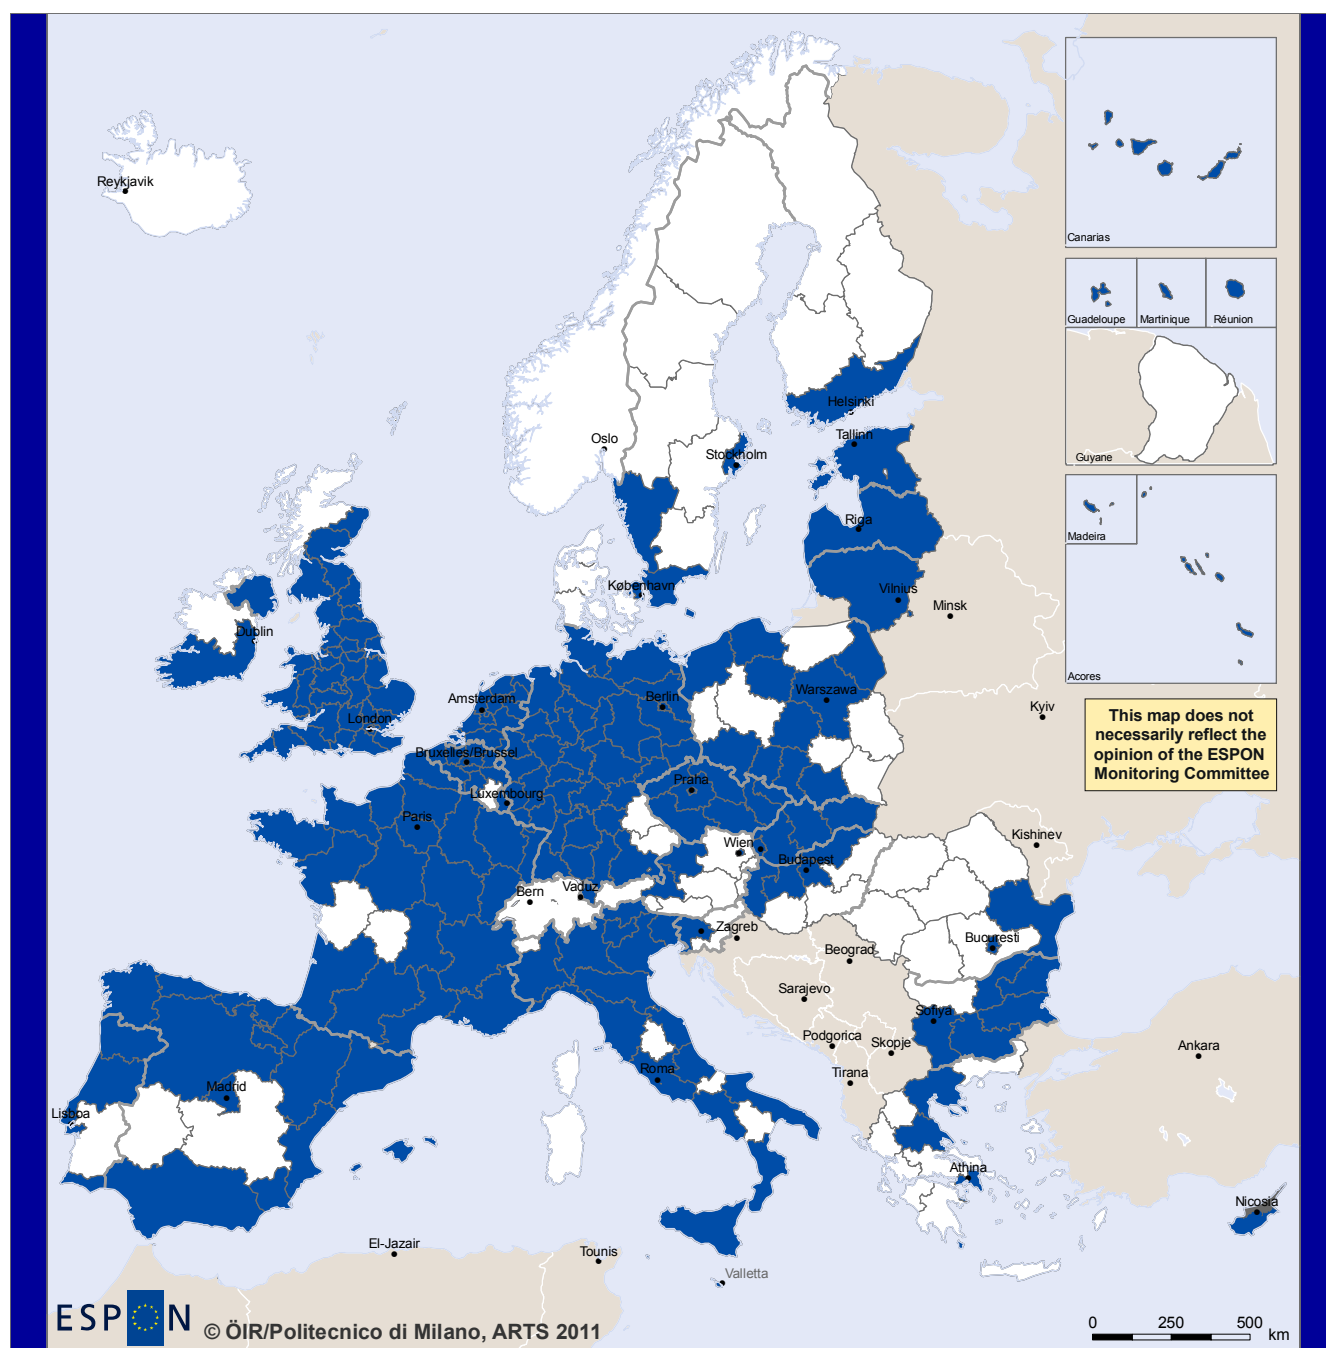 Reykjavik
Canarias
Guadeloupe
Martinique
Réunion
Guyane
Madeira
Acores
Oslo
Stockholm
Helsinki
Tallinn
Riga
København
Vilnius
Minsk
Dublin
Amsterdam
Berlin
Warszawa
London
Kyiv
This map does not
necessarily reflect the
opinion of the ESPON
Monitoring Committee
Bruxelles/Brussel
Luxembourg
Praha
Paris
Kishinev
Wien
Budapest
Bern
Vaduz
Zagreb
Bucuresti
Beograd
Sarajevo
Sofiya
Podgorica
Skopje
Ankara
Roma
Tirana
Madrid
Lisboa
Athina
Nicosia
El-Jazair
Tounis
Valletta
ESPON
© ÖIR/Politecnico di Milano, ARTS 2011
0 250 500
km